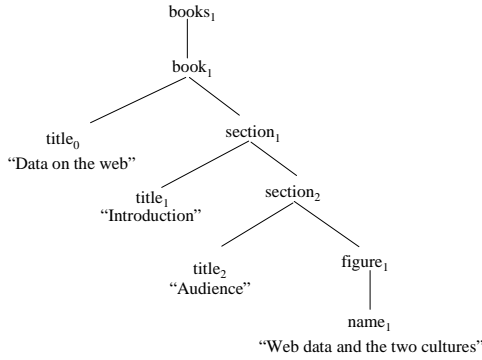 books₁
book₁
title₀
“Data on the web”
section₁
title₁
“Introduction”
section₂
title₂
“Audience”
figure₁
name₁
“Web data and the two cultures”